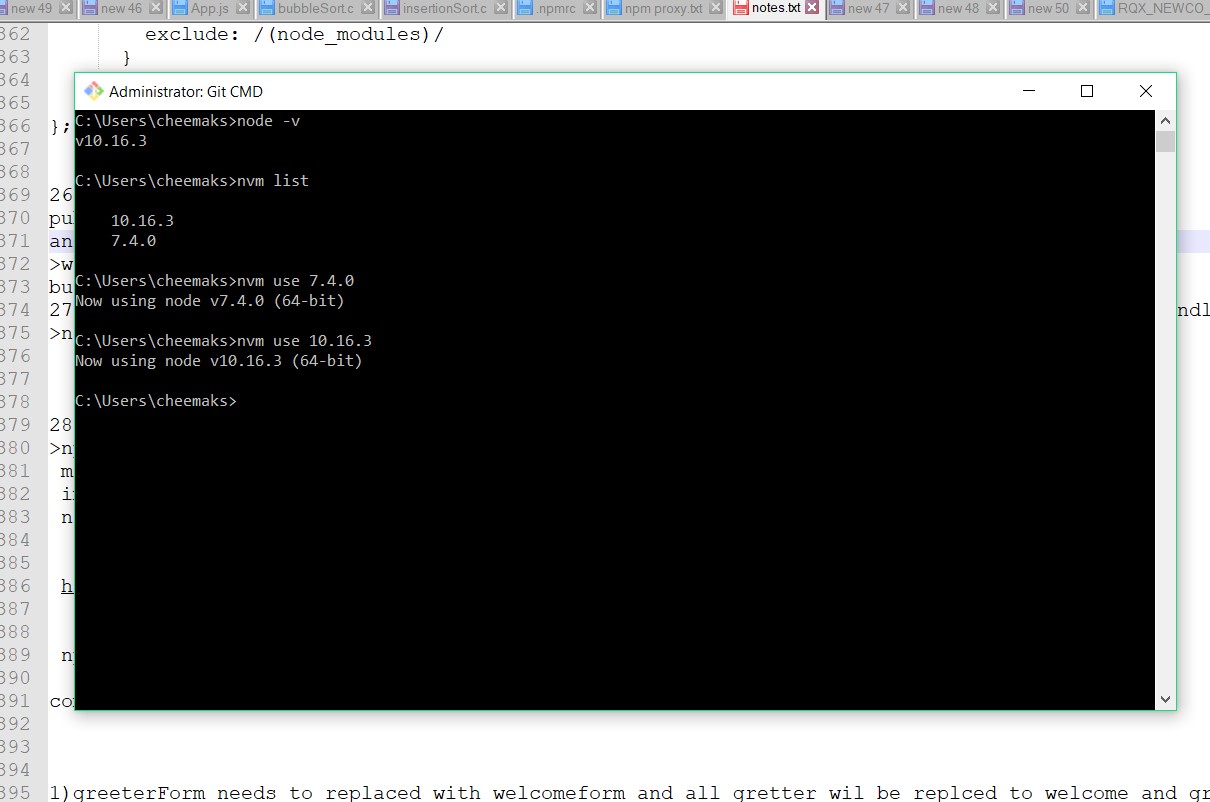 new 49 new 46 App.js bubbleSort.c insertionSort.c npmrc npm proxy.txt notes.txt new 47 new 48 new 50 RQX_NEWCO_
362 exclude: /(node_modules)/
363 }
364
Administrator: Git CMD
365
366 };
367
368
369 26
370
371 an
372 >w
373 bu
374 27 ndl
375 >n
376
377
378
379 28
380
381 m
382
383 n
384
385
386 h
387
388
389
390
391
392
393
394
395 1)greeterForm needs to replaced with welcomeform and all gretter wil be replced to welcome and gr
C:\Users\cheemaks>node -v
v10.16.3
C:\Users\cheemaks>nvm list
10.16.3
7.4.0
C:\Users\cheemaks>nvm use 7.4.0
Now using node v7.4.0 (64-bit)
C:\Users\cheemaks>nvm use 10.16.3
Now using node v10.16.3 (64-bit)
C:\Users\cheemaks>